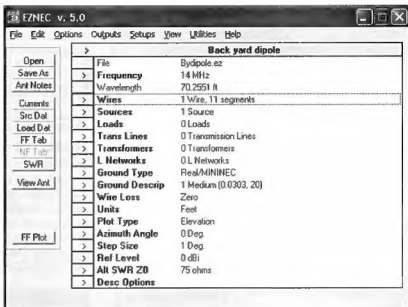 EZNEC v. 5.0
File Edit Options Outputs Setups View Utilities Help
Open
Save As
Ant Notes
Currents
Src Dat
Load Dat
FF Tab
NF Tab
SWR
View Ant
FF Plot
> Back yard dipole
File Bydipole.ez
> Frequency 14 MHz
Wavelength 70.2551 ft
> Wires 1 Wire, 11 segments
> Sources 1 Source
> Loads 0 Loads
> Trans Lines 0 Transmission Lines
> Transformers 0 Transformers
> L Networks 0 L Networks
> Ground Type Real/MININEC
> Ground Descrip 1 Medium (0.0303, 20)
> Wire Loss Zero
> Units Feet
> Plot Type Elevation
> Azimuth Angle 0 Deg.
> Step Size 1 Deg.
> Ref Level 0 dBi
> Alt SWR Z0 75 ohms
> Desc Options